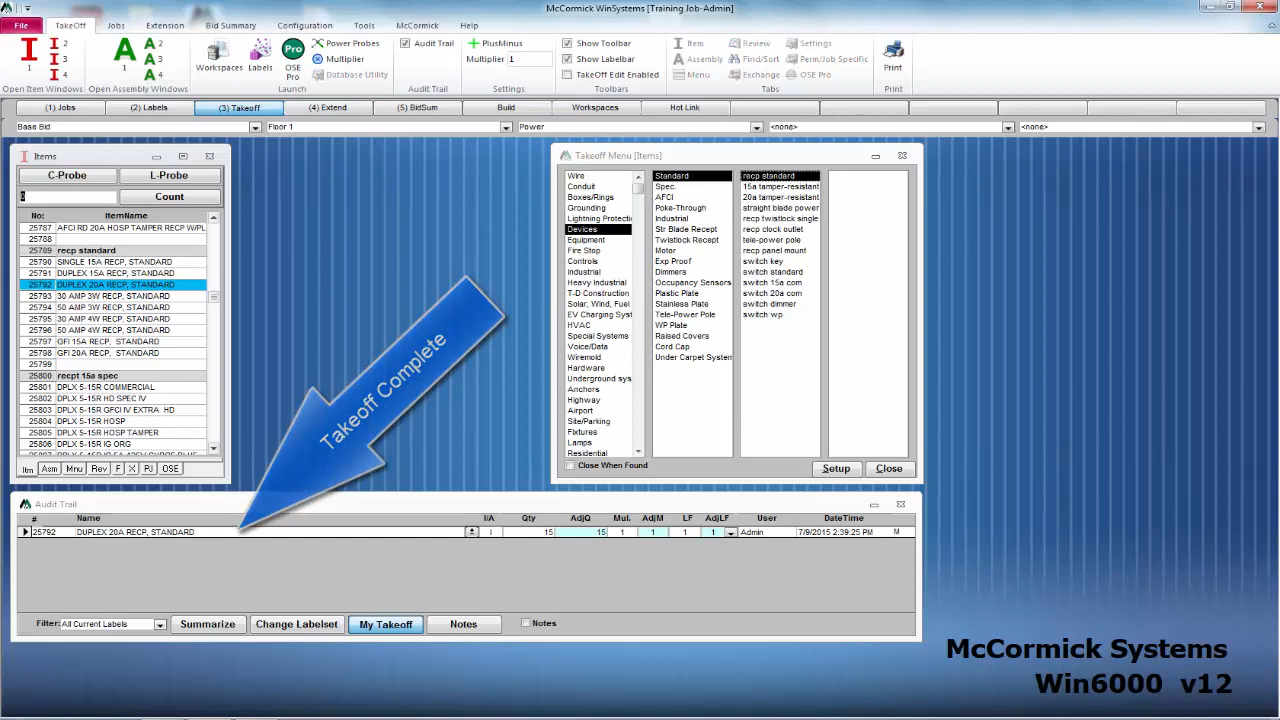 McCormick WinSystems [Training Job-Admin]
File TakeOff Jobs Extension Bid Summary Configuration Tools McCormick Help
I 1 I 2 I 3 I 4 A 1 A 2 A 3 A 4 Workspaces Labels Pro OSE Pro Power Probes Multiplier Database Utility Audit Trail PlusMinus Multiplier 1 Show Toolbar Show Labelbar TakeOff Edit Enabled Item Assembly Menu Review Find/Sort Exchange Settings Perm/Job Specific OSE Pro Print
Open Item Windows Open Assembly Windows Launch Audit Trail Settings Toolbars Tabs Print
(1) Jobs (2) Labels (3) Takeoff (4) Extend (5) BidSum Build Workspaces Hot Link
Base Bid Floor 1 Power <none> <none>
Items
C-Probe L-Probe
0 Count
No: ItemName
25787 AFCI RD 20A HOSP TAMPER RECP W/PL
25788
25789 recp standard
25790 SINGLE 15A RECP, STANDARD
25791 DUPLEX 15A RECP, STANDARD
25792 DUPLEX 20A RECP, STANDARD
25793 30 AMP 3W RECP, STANDARD
25794 50 AMP 3W RECP, STANDARD
25795 30 AMP 4W RECP, STANDARD
25796 50 AMP 4W RECP, STANDARD
25797 GFI 15A RECP, STANDARD
25798 GFI 20A RECP, STANDARD
25799
25800 recpt 15a spec
25801 DPLX 5-15R COMMERCIAL
25802 DPLX 5-15R HD SPEC IV
25803 DPLX 5-15R GFCI IV EXTRA HD
25804 DPLX 5-15R HOSP
25805 DPLX 5-15R HOSP TAMPER
25806 DPLX 5-15R IG ORG
Itm Asm Mnu Rev F X PJ OSE
Takeoff Complete
Takeoff Menu [Items]
Wire Standard recp standard
Conduit Spec. 15a tamper-resistant
Boxes/Rings AFCI 20a tamper-resistant
Grounding Poke-Through straight blade power
Lightning Protecti Industrial recp twistlock single
Devices Str Blade Recept recp clock outlet
Equipment Twistlock Recept tele-power pole
Fire Stop Motor recp panel mount
Controls Exp Proof switch key
Industrial Dimmers switch standard
Heavy Industrial Occupancy Sensors switch 15a com
T-D Construction Plastic Plate switch 20a com
Solar, Wind, Fuel Stainless Plate switch dimmer
EV Charging Syst Tele-Power Pole switch wp
HVAC WP Plate
Special Systems Raised Covers
Voice/Data Cord Cap
Wiremold Under Carpet System
Hardware
Underground sys
Anchors
Highway
Airport
Site/Parking
Fixtures
Lamps
Residential
Close When Found Setup Close
Audit Trail
# Name I/A Qty AdjQ Mul. AdjM LF AdjLF User DateTime
25792 DUPLEX 20A RECP, STANDARD I 15 15 1 1 1 1 Admin 7/9/2015 2:39:25 PM M
Filter: All Current Labels Summarize Change Labelset My Takeoff Notes Notes
McCormick Systems
Win6000 v12